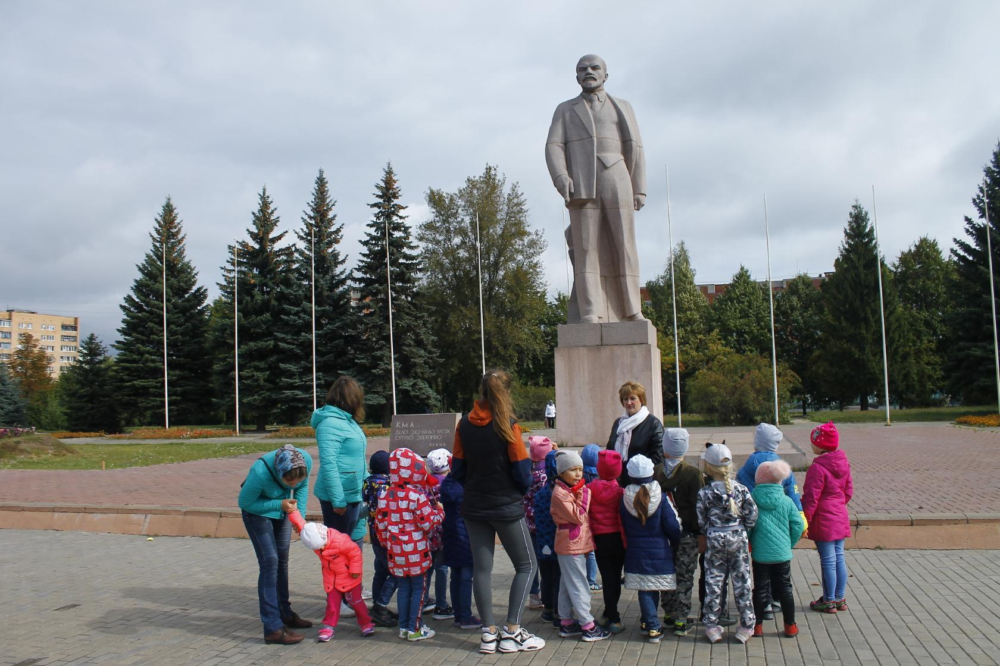 КМА
ДЕЛО ЭТО НАДО ВЕСТИ
СУГУБО ЭНЕРГИЧНО
ЛЕНИН